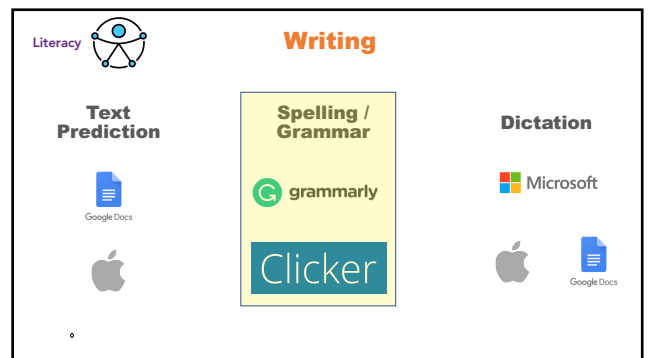 Literacy
Writing
Text
Prediction
Google Docs
Spelling /
Grammar
grammarly
Clicker
Dictation
Microsoft
Google Docs